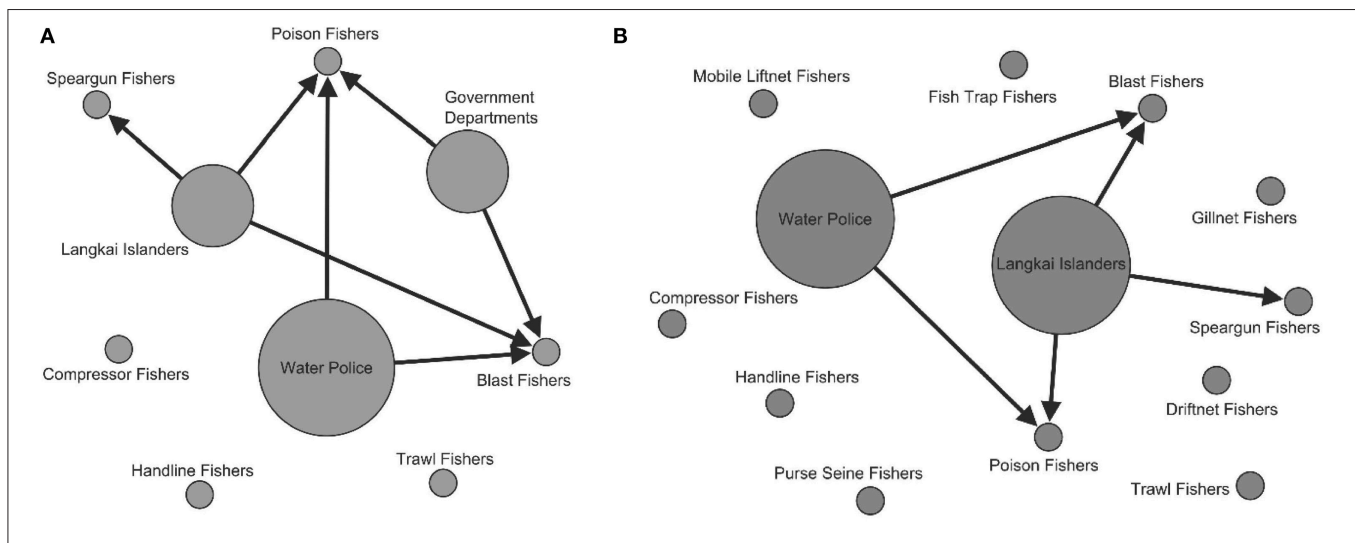 A
Poison Fishers
Speargun Fishers
Government
Departments
Langkai Islanders
Water Police
Compressor Fishers
Blast Fishers
Handline Fishers
Trawl Fishers
B
Mobile Liftnet Fishers
Fish Trap Fishers
Blast Fishers
Water Police
Gillnet Fishers
Langkai Islanders
Compressor Fishers
Speargun Fishers
Handline Fishers
Driftnet Fishers
Poison Fishers
Purse Seine Fishers
Trawl Fishers